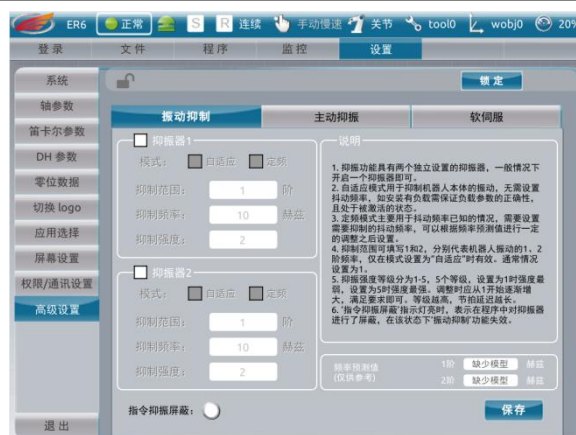 ER6 正常 S R 连续 手动慢速 关节 tool0 wobj0 20%
登录 文件 程序 监控 设置
系统
轴参数
笛卡尔参数
DH 参数
零位数据
切换 logo
应用选择
屏幕设置
权限/通讯设置
高级设置
退出
锁定
振动抑制 主动抑振 软伺服
抑振器1
模式： 自适应 定频
抑制范围： 1 阶
抑制频率： 10 赫兹
抑制强度： 2
抑振器2
模式： 自适应 定频
抑制范围： 1 阶
抑制频率： 10 赫兹
抑制强度： 2
指令抑振屏蔽：
说明
1. 抑振功能具有两个独立设置的抑振器，一般情况下
开启一个抑振器即可。
2. 自适应模式用于抑制机器人本体的振动，无需设置
抖动频率，如安装有负载需保证负载参数的正确性，
且处于被激活的状态。
3. 定频模式主要用于抖动频率已知的情况，需要设置
需要抑制的抖动频率，可以根据频率预测值进行一定
的调整之后设置。
4. 抑制范围可填写1和2，分别代表机器人振动的1、2
阶频率，仅在模式设置为"自适应"时有效。通常情况
设置为1。
5. 抑振强度等级分为1-5，5个等级，设置为1时强度最
弱，设置为5时强度最强。调整时应从1开始逐渐增
大，满足要求即可。等级越高，节拍延迟越长。
6. '指令抑振屏蔽'指示灯亮时，表示在程序中对抑振器
进行了屏蔽，在该状态下'振动抑制'功能失效。
频率预测值
(仅供参考)
1阶 缺少模型 赫兹
2阶 缺少模型 赫兹
保存